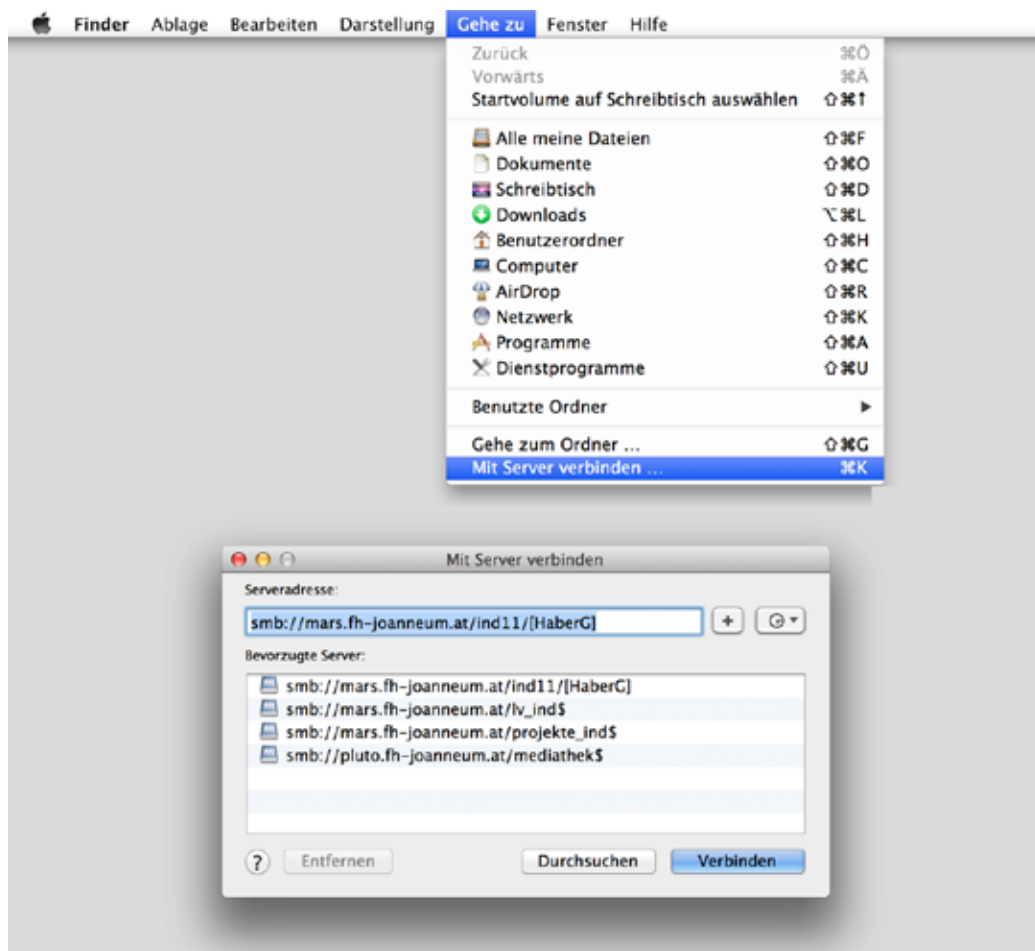 Finder Ablage Bearbeiten Darstellung Gehe zu Fenster Hilfe
Zurück ⌘Ö
Vorwärts ⌘Ä
Startvolume auf Schreibtisch auswählen ⇧⌘↑
Alle meine Dateien ⇧⌘F
Dokumente ⇧⌘O
Schreibtisch ⇧⌘D
Downloads ⌥⌘L
Benutzerordner ⇧⌘H
Computer ⇧⌘C
AirDrop ⇧⌘R
Netzwerk ⇧⌘K
Programme ⇧⌘A
Dienstprogramme ⇧⌘U
Benutzte Ordner ▶
Gehe zum Ordner ... ⇧⌘G
Mit Server verbinden ... ⌘K
Mit Server verbinden
Serveradresse:
smb://mars.fh-joanneum.at/ind11/[HaberG]
+
Bevorzugte Server:
smb://mars.fh-joanneum.at/ind11/[HaberG]
smb://mars.fh-joanneum.at/lv_ind$
smb://mars.fh-joanneum.at/projekte_ind$
smb://pluto.fh-joanneum.at/mediathek$
? Entfernen Durchsuchen Verbinden